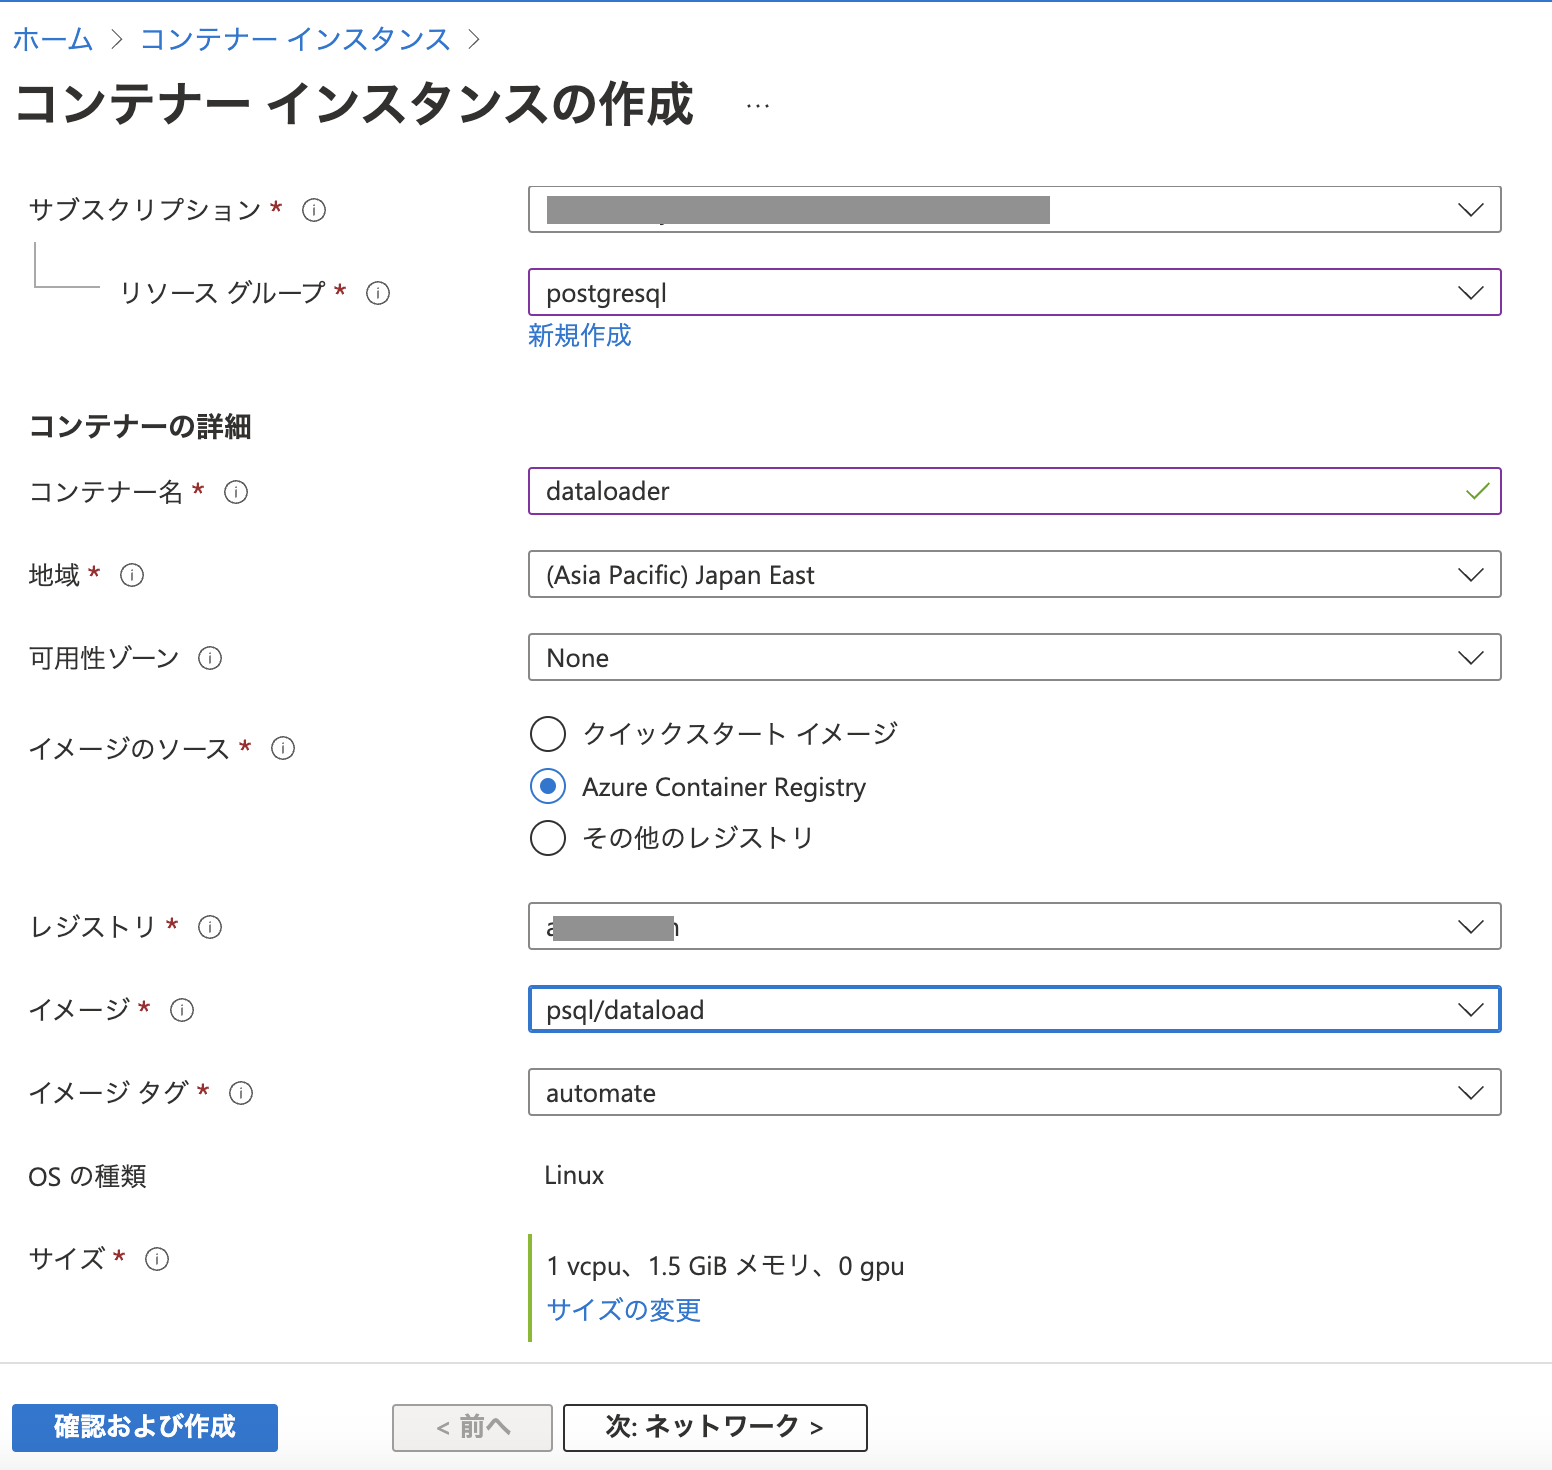 ホーム > コンテナー インスタンス >
コンテナー インスタンスの作成 …
サブスクリプション *
リソース グループ * postgresql
新規作成
コンテナーの詳細
コンテナー名 * dataloader
地域 * (Asia Pacific) Japan East
可用性ゾーン None
イメージのソース * クイックスタート イメージ
Azure Container Registry
その他のレジストリ
レジストリ *
イメージ * psql/dataload
イメージ タグ * automate
OS の種類 Linux
サイズ * 1 vcpu、1.5 GiB メモリ、0 gpu
サイズの変更
確認および作成 < 前へ 次: ネットワーク >